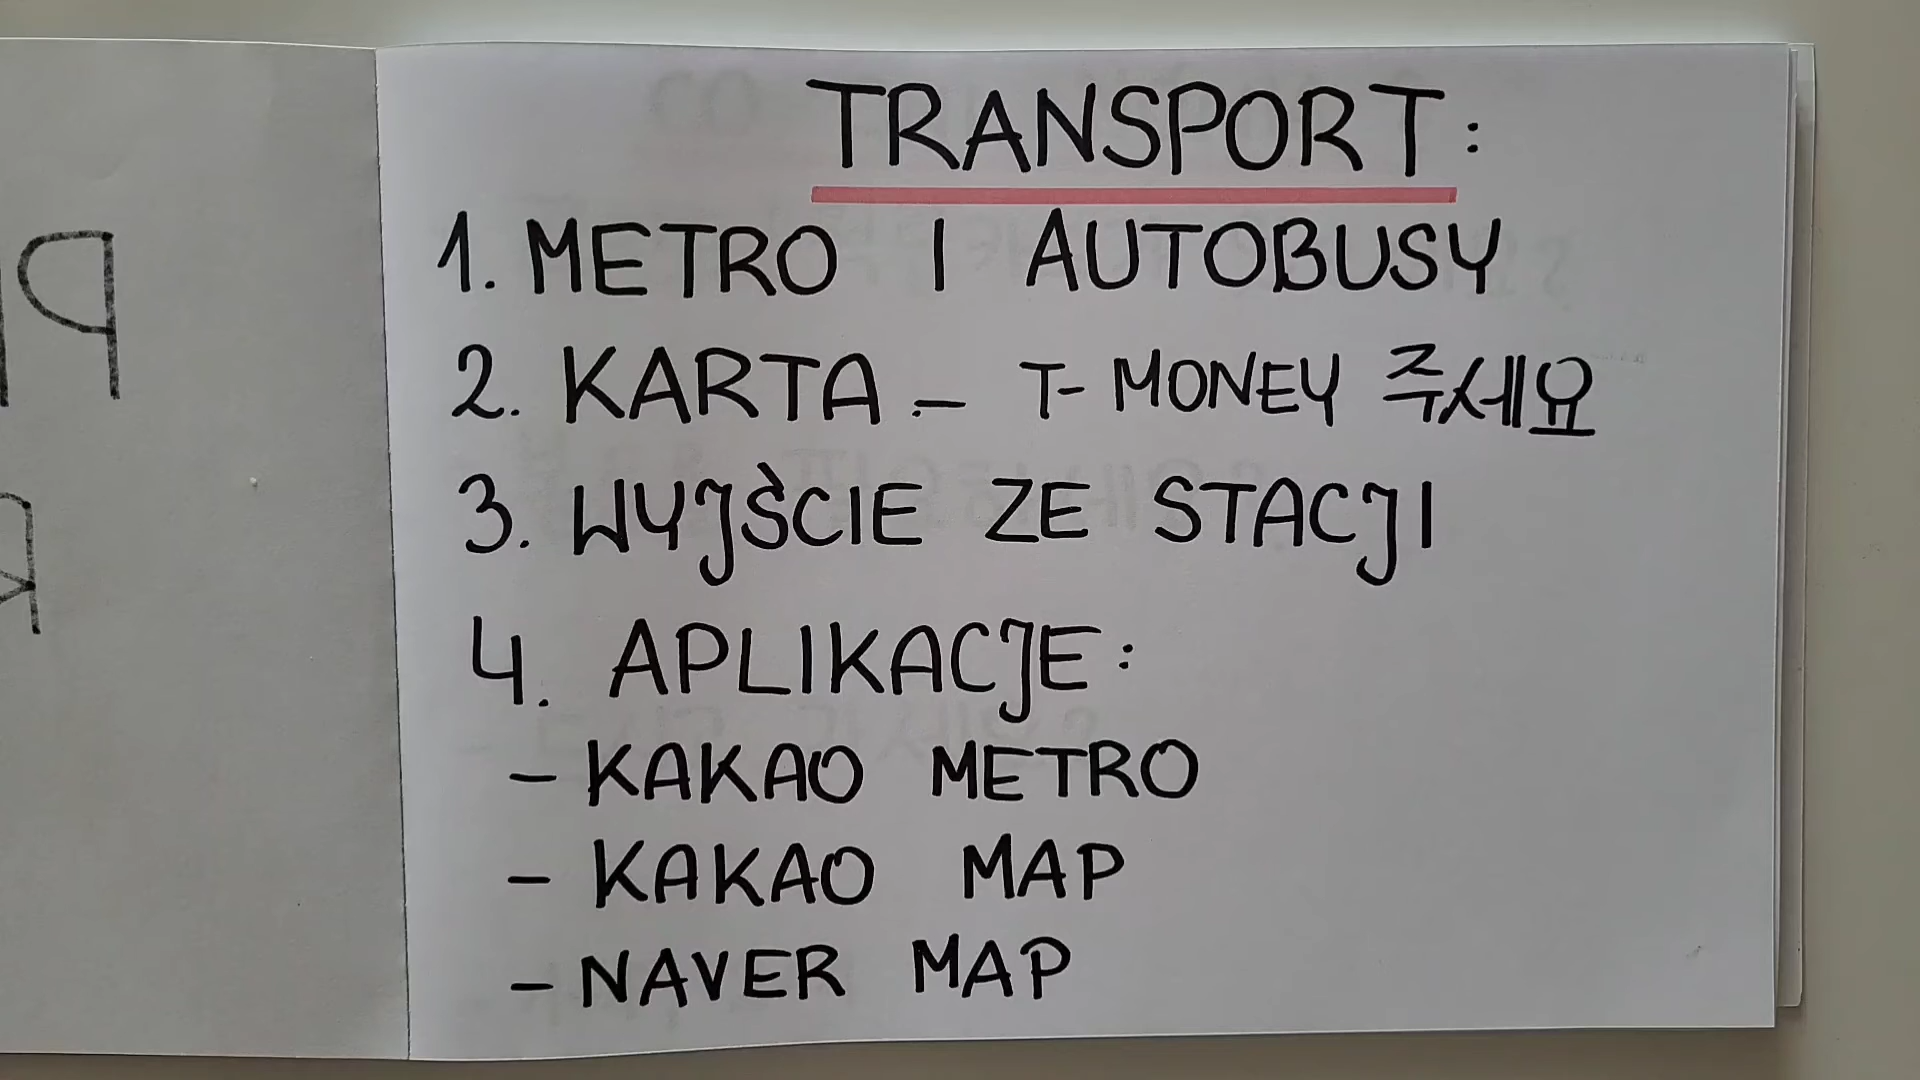 TRANSPORT:
1. METRO I AUTOBUSY
2. KARTA - T-MONEY 주세요
3. WYJŚCIE ZE STACJI
4. APLIKACJE:
- KAKAO METRO
- KAKAO MAP
- NAVER MAP